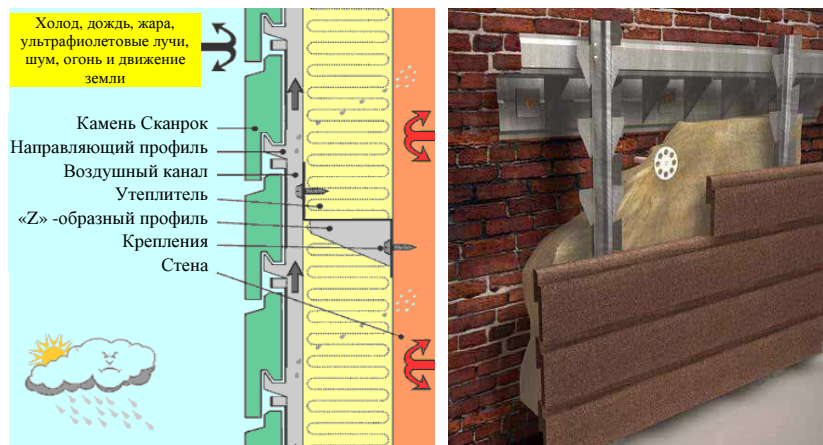 Холод, дождь, жара,
ультрафиолетовые лучи,
шум, огонь и движение
земли
Камень Сканрок
Направляющий профиль
Воздушный канал
Утеплитель
«Z» -образный профиль
Крепления
Стена